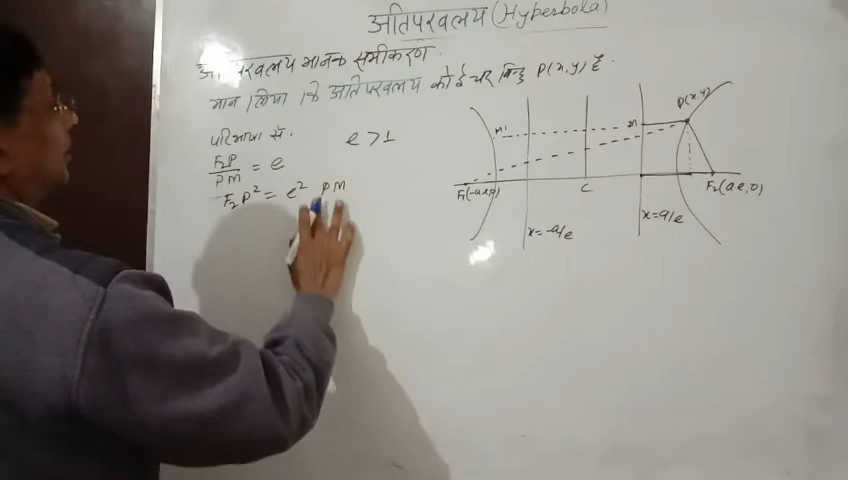 अतिपरवलय (Hyperbola)
परवलय मानक समीकरण.
मान लिया कि अतिपरवलय कोई चर बिन्दु P(x,y) है.
परिभाषा से. e > 1
F₂P/PM = e
F₂P² = e² PM
P(x,y)
M' M
F₁(-ae,0) C F₂(ae,0)
x=-a/e x=a/e